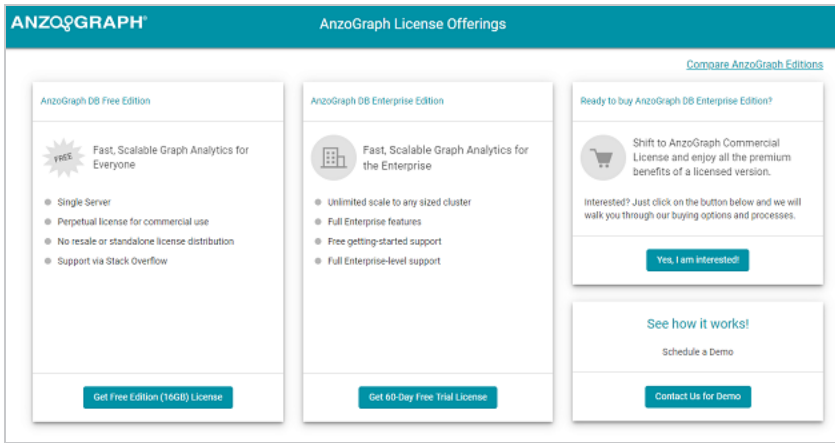 ANZOGRAPH®
AnzoGraph License Offerings
Compare AnzoGraph Editions
AnzoGraph DB Free Edition
FREE
Fast, Scalable Graph Analytics for
Everyone
Single Server
Perpetual license for commercial use
No resale or standalone license distribution
Support via Stack Overflow
Get Free Edition (16GB) License
AnzoGraph DB Enterprise Edition
Fast, Scalable Graph Analytics for
the Enterprise
Unlimited scale to any sized cluster
Full Enterprise features
Free getting-started support
Full Enterprise-level support
Get 60-Day Free Trial License
Ready to buy AnzoGraph DB Enterprise Edition?
Shift to AnzoGraph Commercial
License and enjoy all the premium
benefits of a licensed version.
Interested? Just click on the button below and we will
walk you through our buying options and processes.
Yes, I am interested!
See how it works!
Schedule a Demo
Contact Us for Demo